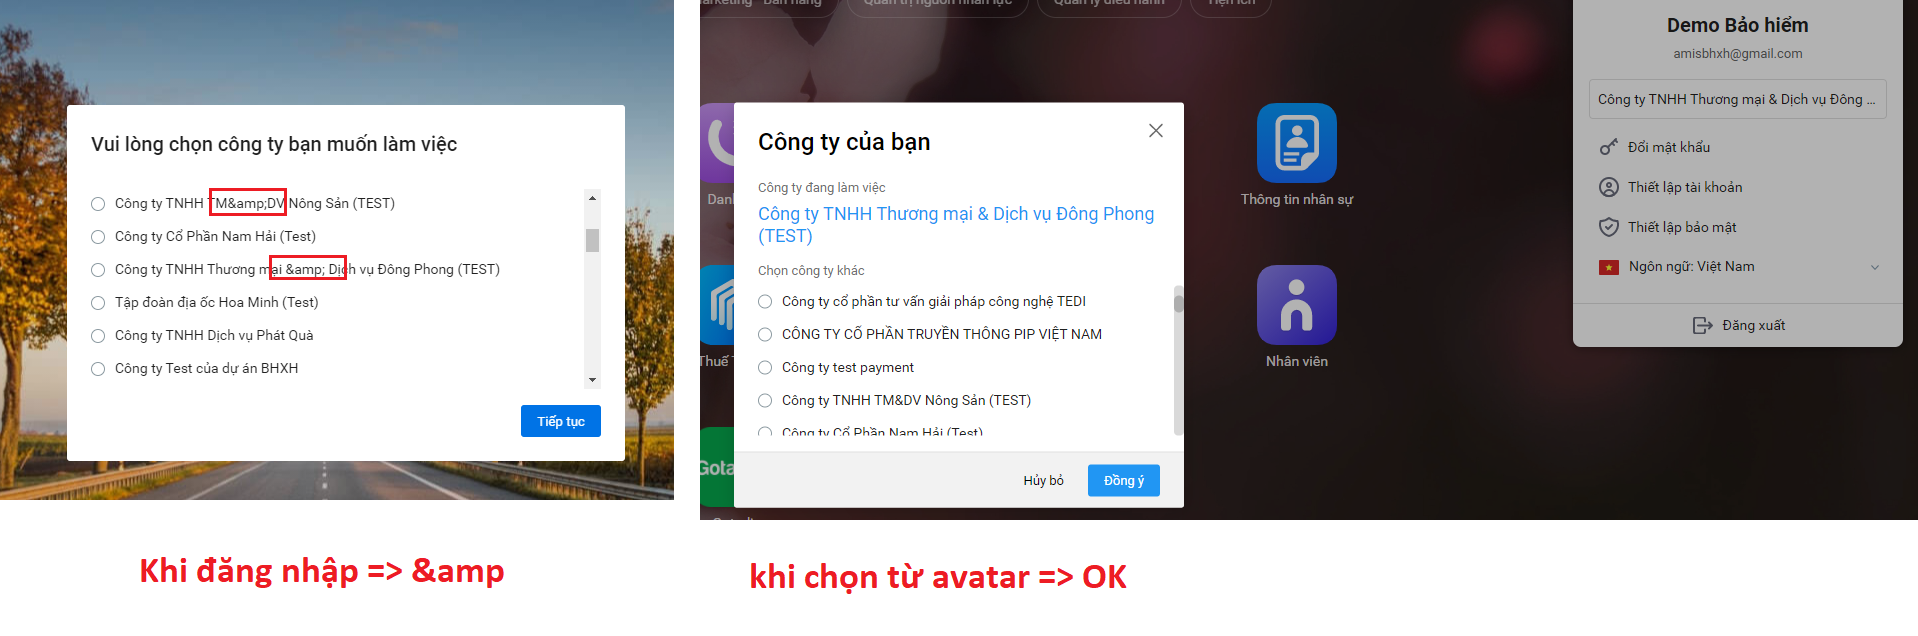 Vui lòng chọn công ty bạn muốn làm việc
Công ty TNHH TM&amp;DV Nông Sản (TEST)
Công ty Cổ Phần Nam Hải (Test)
Công ty TNHH Thương mại &amp; Dịch vụ Đông Phong (TEST)
Tập đoàn địa ốc Hoa Minh (Test)
Công ty TNHH Dịch vụ Phát Quà
Công ty Test của dự án BHXH
Tiếp tục
Khi đăng nhập => &amp
Marketing - Bán hàng
Quản trị nguồn nhân lực
Quản lý điều hành
Tiện ích
Công ty của bạn
Công ty đang làm việc
Công ty TNHH Thương mại & Dịch vụ Đông Phong
(TEST)
Chọn công ty khác
Công ty cổ phần tư vấn giải pháp công nghệ TEDI
CÔNG TY CỔ PHẦN TRUYỀN THÔNG PIP VIỆT NAM
Công ty test payment
Công ty TNHH TM&DV Nông Sản (TEST)
Công ty Cổ Phần Nam Hải (Test)
Hủy bỏ
Đồng ý
Danh
Thuế
Gota
Thông tin nhân sự
Nhân viên
Demo Bảo hiểm
amisbhxh@gmail.com
Công ty TNHH Thương mại & Dịch vụ Đông ...
Đổi mật khẩu
Thiết lập tài khoản
Thiết lập bảo mật
Ngôn ngữ: Việt Nam
Đăng xuất
khi chọn từ avatar => OK